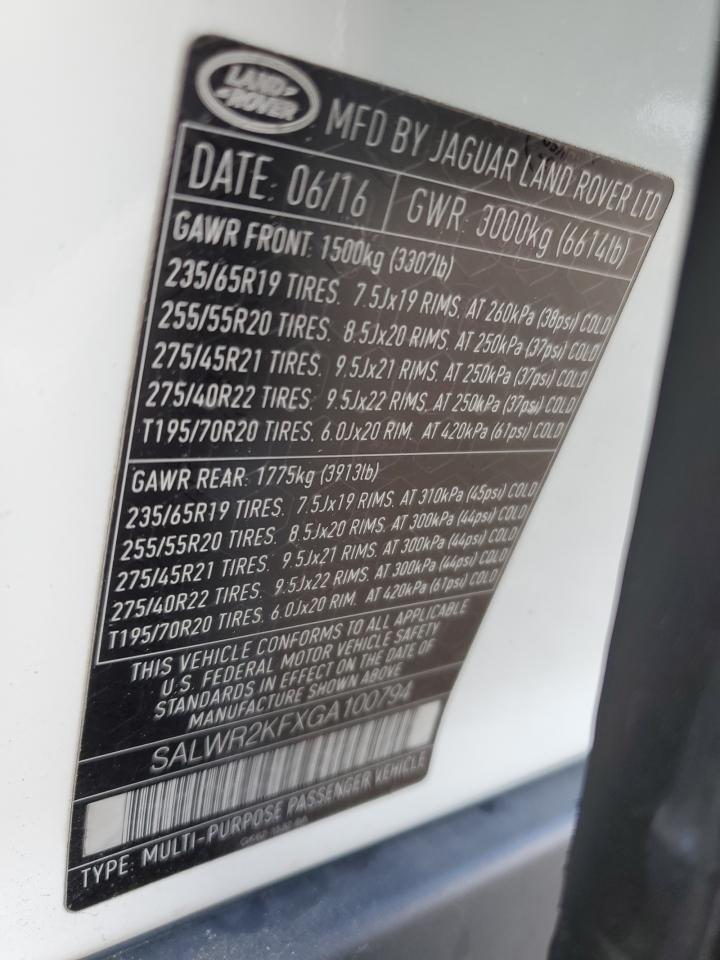 LAND
ROVER
MFD BY JAGUAR LAND ROVER LTD
DATE: 06/16 GWR: 3000kg (6614lb)
GAWR FRONT: 1500kg (3307lb)
235/65R19 TIRES. 7.5Jx19 RIMS. AT 260kPa (38psi) COLD
255/55R20 TIRES. 8.5Jx20 RIMS. AT 250kPa (37psi) COLD
275/45R21 TIRES. 9.5Jx21 RIMS. AT 250kPa (37psi) COLD
275/40R22 TIRES. 9.5Jx22 RIMS. AT 250kPa (37psi) COLD
T195/70R20 TIRES. 6.0Jx20 RIM. AT 420kPa (61psi) COLD
GAWR REAR: 1775kg (3913lb)
235/65R19 TIRES. 7.5Jx19 RIMS. AT 310kPa (45psi) COLD
255/55R20 TIRES. 8.5Jx20 RIMS. AT 300kPa (44psi) COLD
275/45R21 TIRES. 9.5Jx21 RIMS. AT 300kPa (44psi) COLD
275/40R22 TIRES. 9.5Jx22 RIMS. AT 300kPa (44psi) COLD
T195/70R20 TIRES. 6.0Jx20 RIM. AT 420kPa (61psi) COLD
THIS VEHICLE CONFORMS TO ALL APPLICABLE
U.S. FEDERAL MOTOR VEHICLE SAFETY
STANDARDS IN EFFECT ON THE DATE OF
MANUFACTURE SHOWN ABOVE
SALWR2KFXGA100794
TYPE: MULTI-PURPOSE PASSENGER VEHICLE